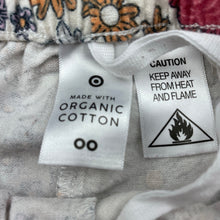 MADE WITH
ORGANIC
COTTON
00
CAUTION
KEEP AWAY
FROM HEAT
AND FLAME